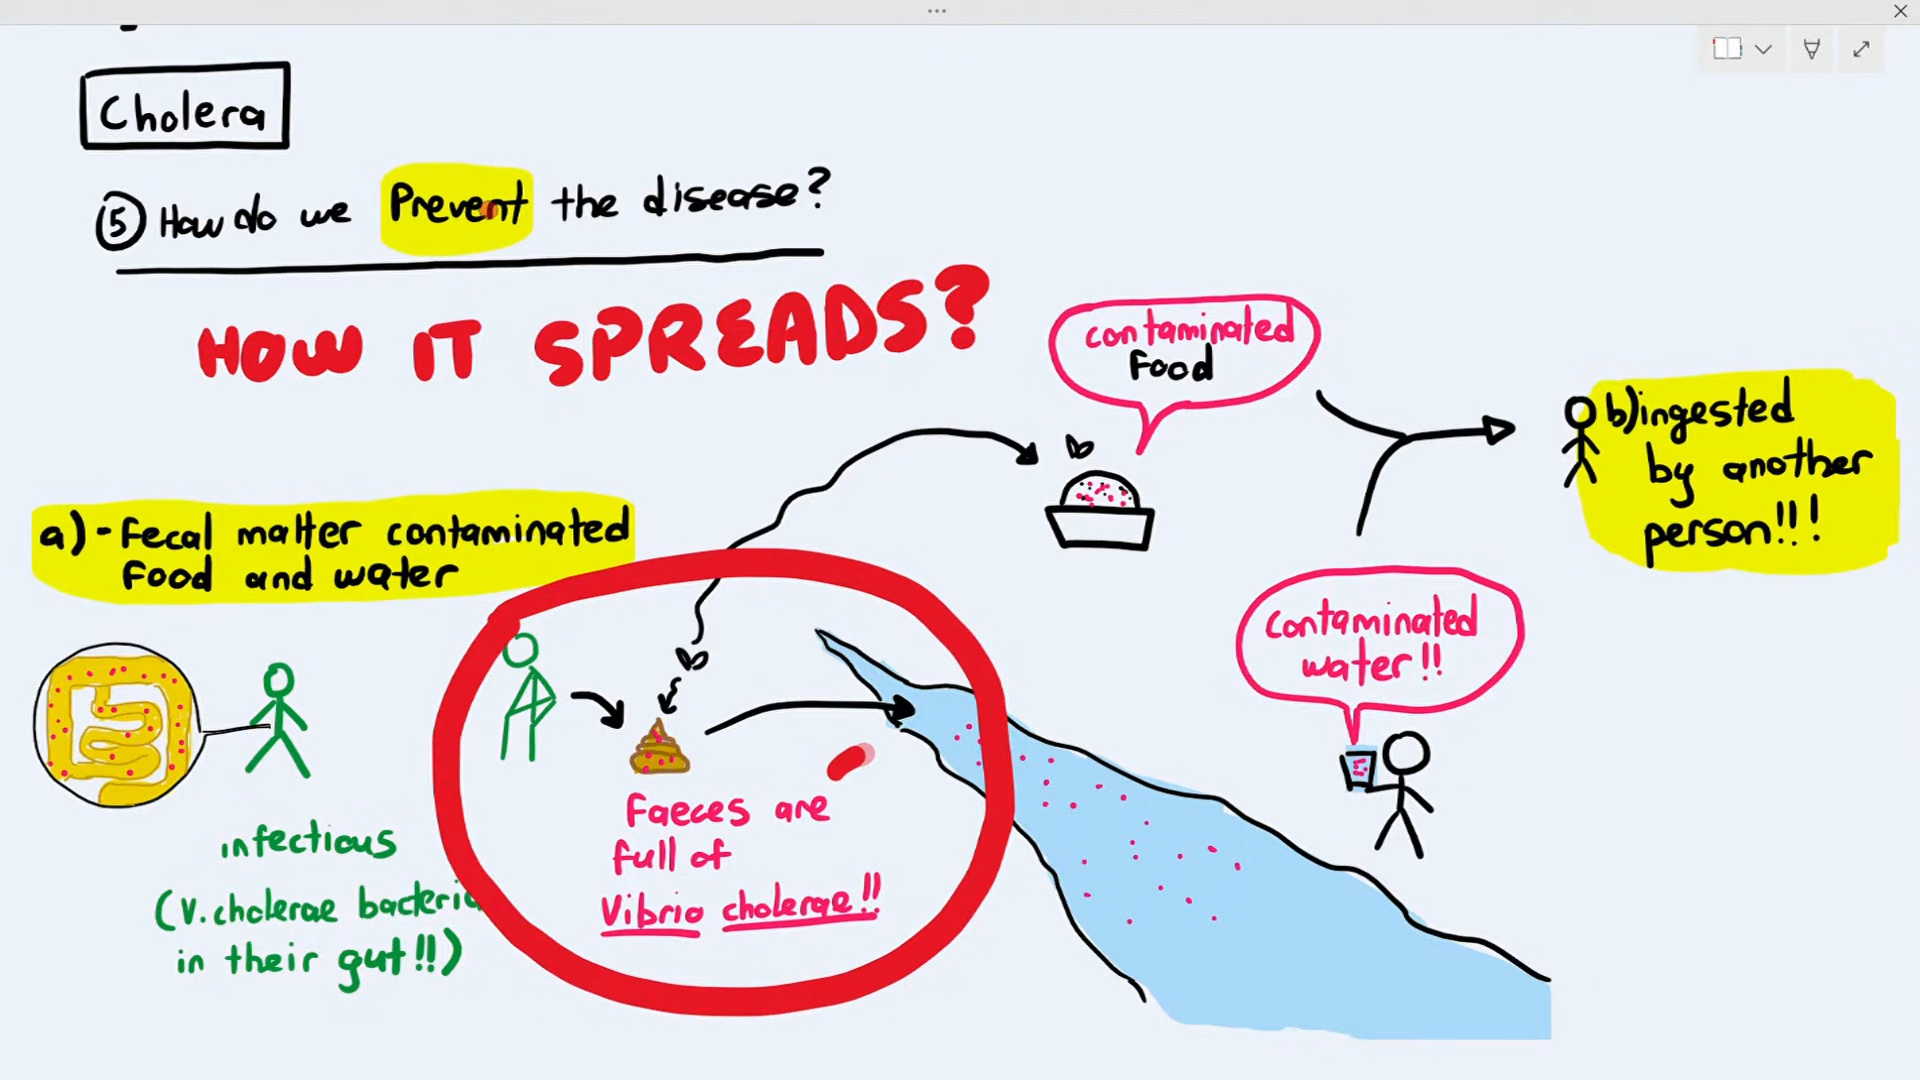 Cholera
⑤ How do we Prevent the disease?
HOW IT SPREADS?
contaminated
Food
b) ingested
by another
person!!!
a) - Fecal matter contaminated
Food and water
contaminated
water!!
Faeces are
full of
Vibrio cholerae!!
infectious
(V. cholerae bacteria
in their gut!!)